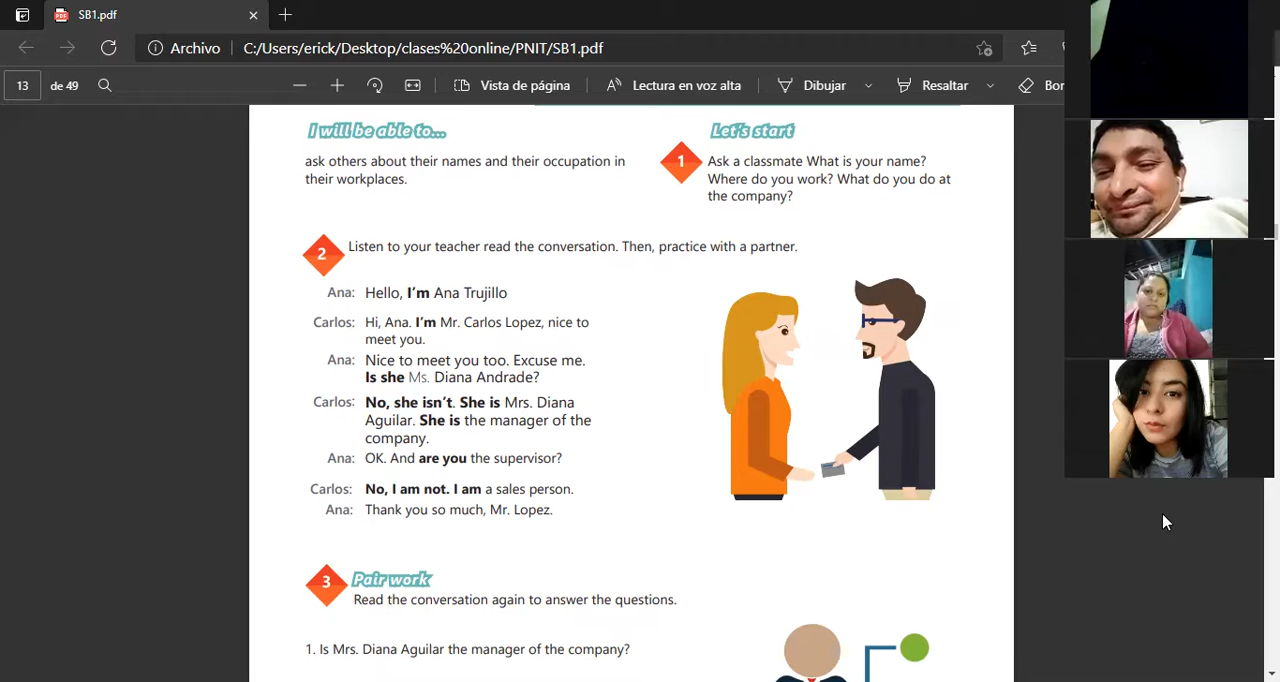 SB1.pdf
Archivo C:/Users/erick/Desktop/clases%20online/PNIT/SB1.pdf
13 de 49 Vista de página Lectura en voz alta Dibujar Resaltar Bor
I will be able to...
ask others about their names and their occupation in
their workplaces.
Let's start
1 Ask a classmate What is your name?
Where do you work? What do you do at
the company?
2 Listen to your teacher read the conversation. Then, practice with a partner.
Ana: Hello, I'm Ana Trujillo
Carlos: Hi, Ana. I'm Mr. Carlos Lopez, nice to
meet you.
Ana: Nice to meet you too. Excuse me.
Is she Ms. Diana Andrade?
Carlos: No, she isn't. She is Mrs. Diana
Aguilar. She is the manager of the
company.
Ana: OK. And are you the supervisor?
Carlos: No, I am not. I am a sales person.
Ana: Thank you so much, Mr. Lopez.
3 Pair work
Read the conversation again to answer the questions.
1. Is Mrs. Diana Aguilar the manager of the company?